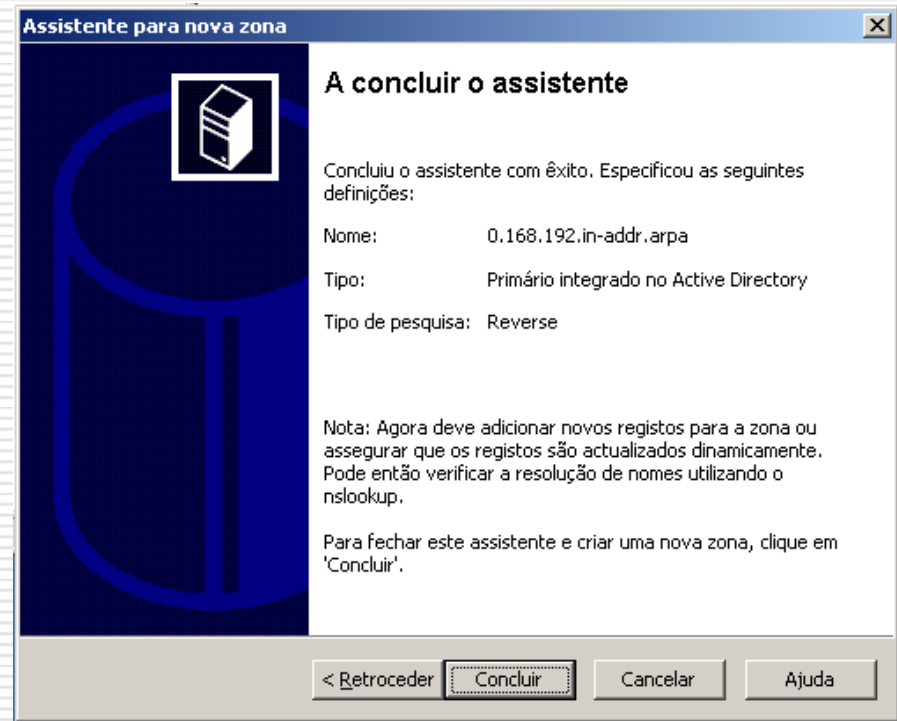 Assistente para nova zona
A concluir o assistente
Concluiu o assistente com êxito. Especificou as seguintes
definições:
Nome: 0.168.192.in-addr.arpa
Tipo: Primário integrado no Active Directory
Tipo de pesquisa: Reverse
Nota: Agora deve adicionar novos registos para a zona ou
assegurar que os registos são actualizados dinamicamente.
Pode então verificar a resolução de nomes utilizando o
nslookup.
Para fechar este assistente e criar uma nova zona, clique em
'Concluir'.
< Retroceder Concluir Cancelar Ajuda